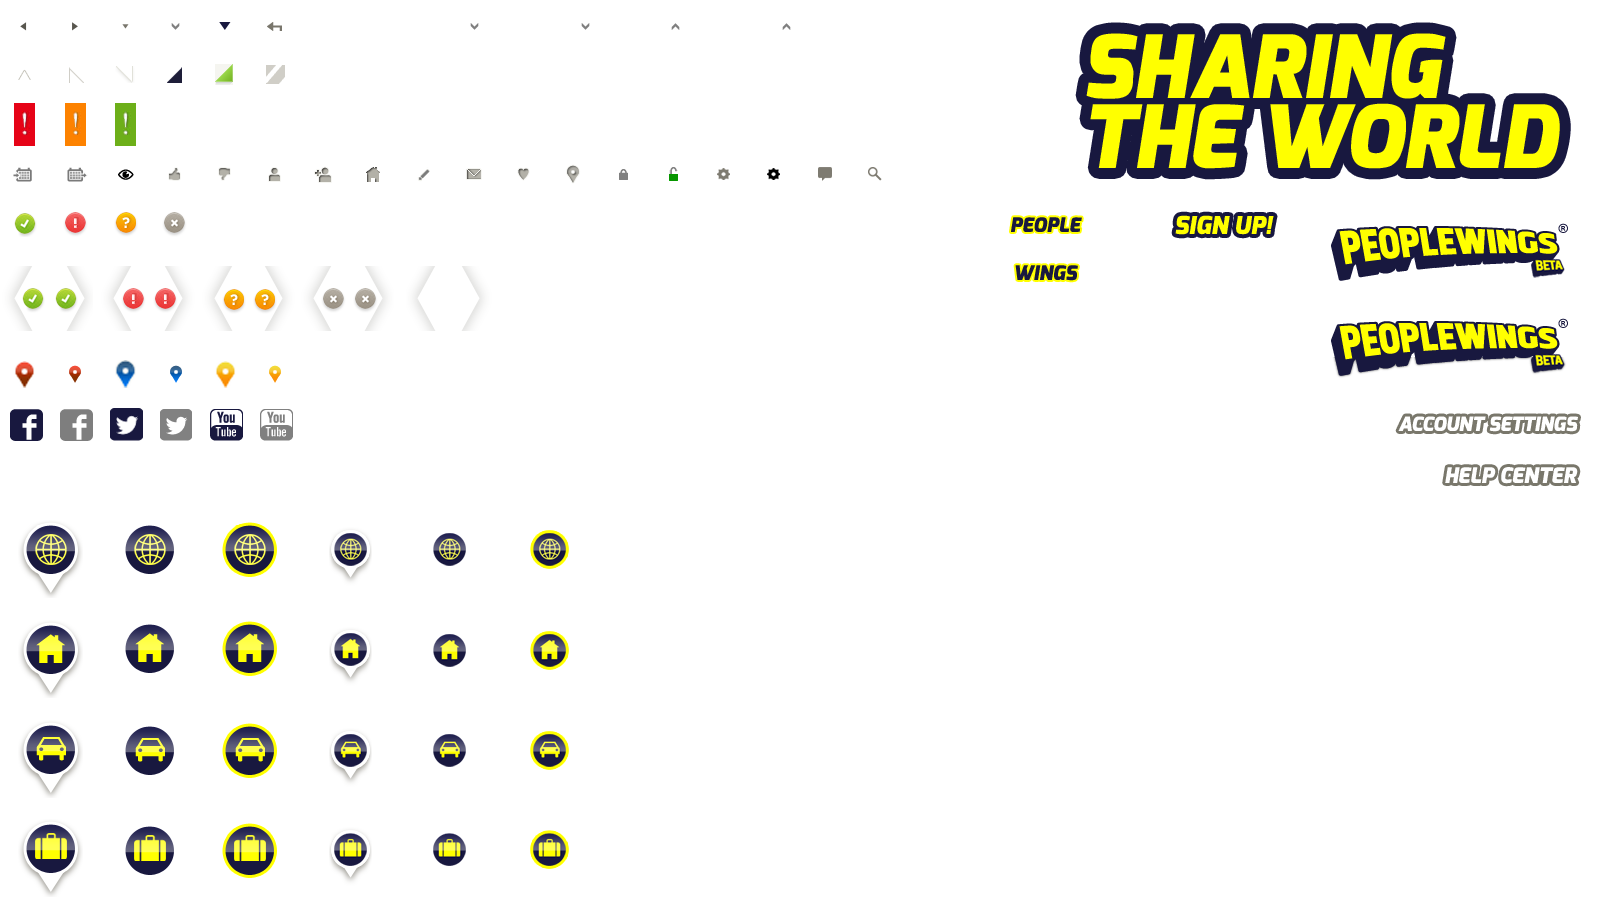 SHARING
THE WORLD
!
!
!
!
?
PEOPLE
SIGN UP!
PEOPLEWINGS®
BETA
WINGS
! !
? ?
PEOPLEWINGS®
BETA
f
f
You
Tube
You
Tube
ACCOUNT SETTINGS
HELP CENTER